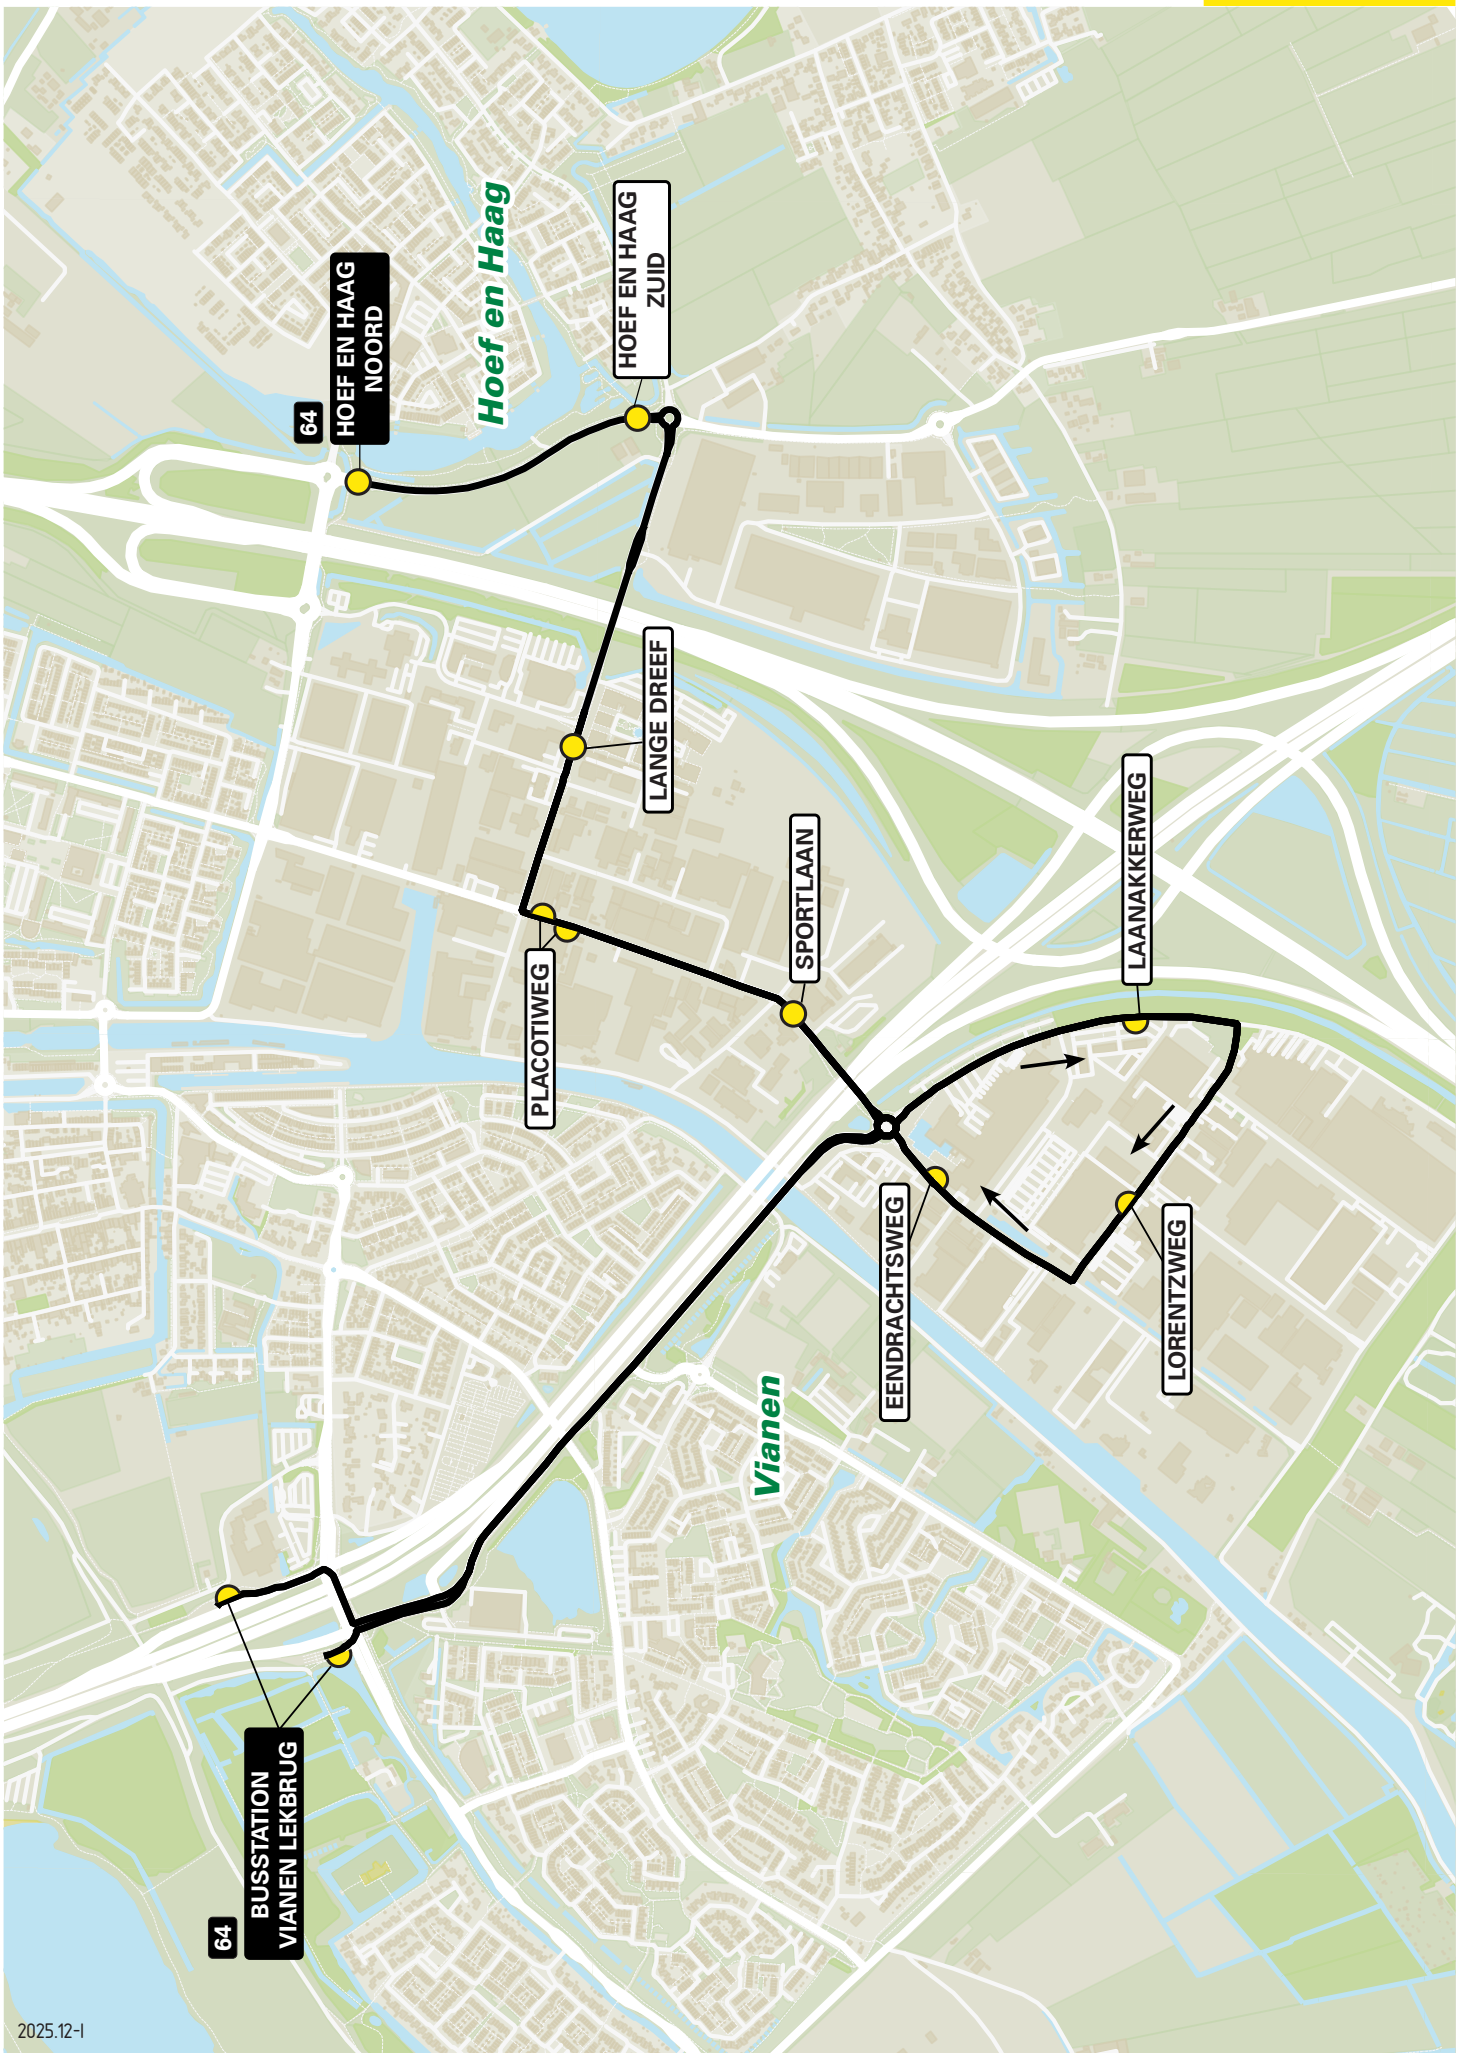 64
HOEF EN HAAG
NOORD
Hoef en Haag
HOEF EN HAAG
ZUID
LANGE DREEF
PLACOTIWEG
SPORTLAAN
LAANAKKERWEG
EENDRACHTSWEG
LORENTZWEG
Vianen
64
BUSSTATION
VIANEN LEKBRUG
2025.12-I